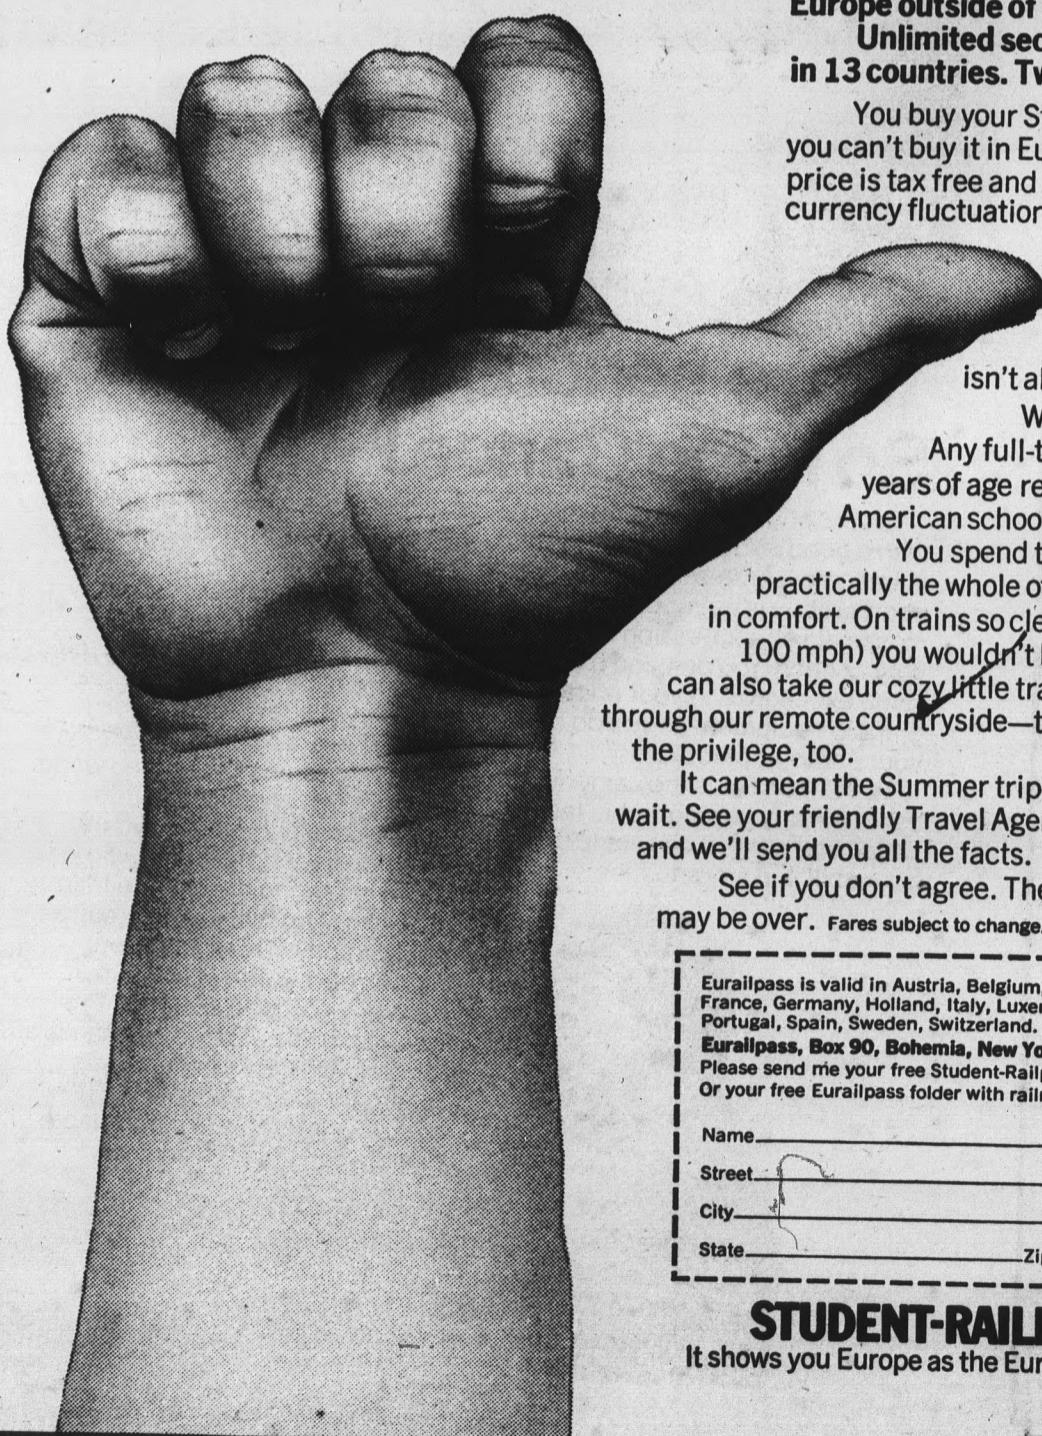 Europe outside of
Unlimited sec
in 13 countries. Tw
You buy your St
you can't buy it in Eu
price is tax free and
currency fluctuation
isn't al
W
Any full-t
years of age re
American schoo
You spend t
practically the whole of
in comfort. On trains so cle
100 mph) you wouldn't
can also take our cozy little tra
through our remote countryside—t
the privilege, too.
It can mean the Summer trip
wait. See your friendly Travel Age
and we'll send you all the facts.
See if you don't agree. The
may be over. Fares subject to change.
Eurailpass is valid in Austria, Belgium,
France, Germany, Holland, Italy, Luxem
Portugal, Spain, Sweden, Switzerland.
Eurailpass, Box 90, Bohemia, New Yo
Please send me your free Student-Railp
Or your free Eurailpass folder with railr
Name
Street
City
State Zip
STUDENT-RAILP
It shows you Europe as the Eur